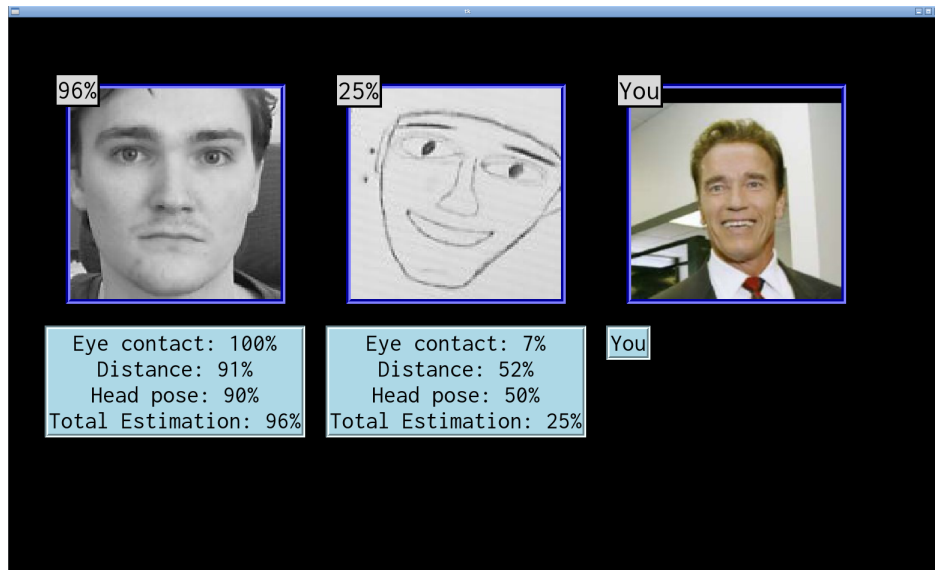 96%
25%
You
Eye contact: 100%
Distance: 91%
Head pose: 90%
Total Estimation: 96%
Eye contact: 7%
Distance: 52%
Head pose: 50%
Total Estimation: 25%
You